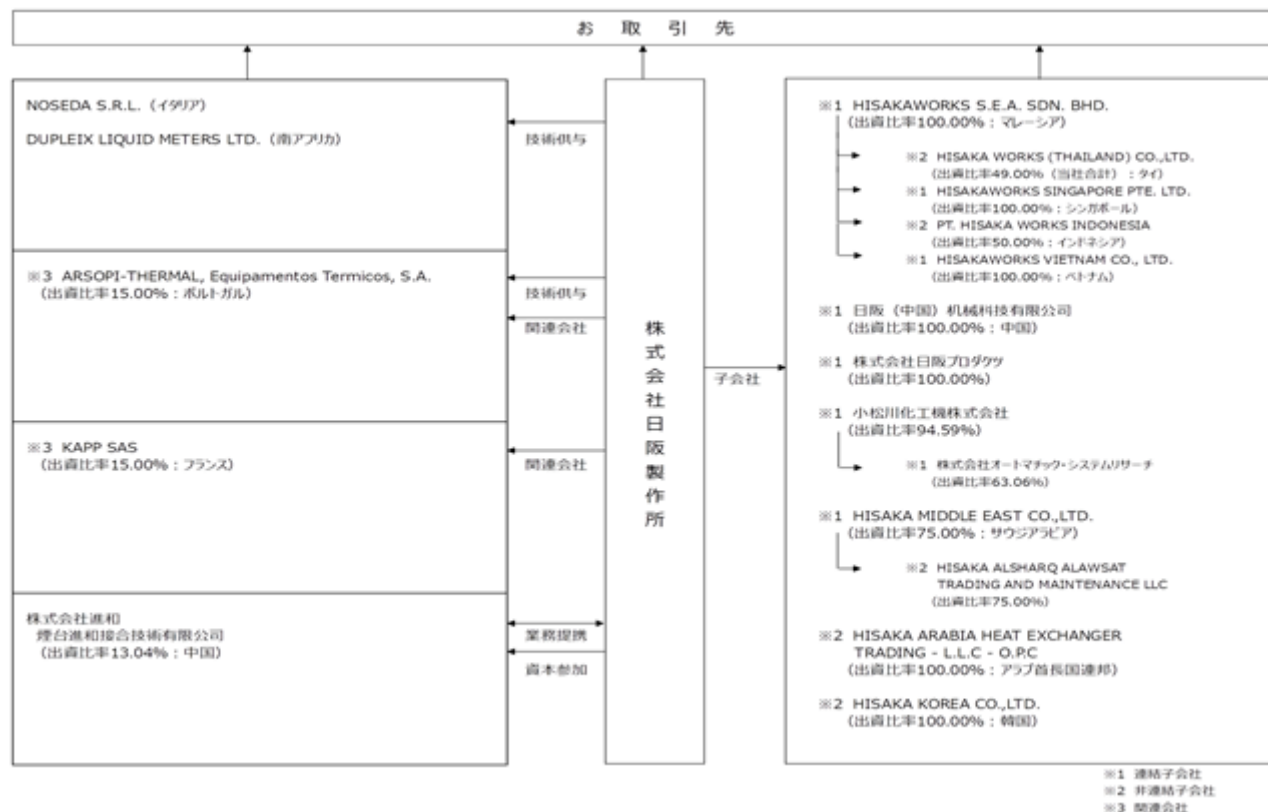 お取引先
NOSEDA S.R.L.（イタリア）
DUPLEIX LIQUID METERS LTD.（南アフリカ）
技術供与
※3 ARSOPI-THERMAL, Equipamentos Termicos, S.A.
（出資比率15.00%：ポルトガル）
技術供与
関連会社
※3 KAPP SAS
（出資比率15.00%：フランス）
関連会社
株式会社進和
煙台進和接合技術有限公司
（出資比率13.04%：中国）
業務提携
資本参加
株式会社日阪製作所
子会社
※1 HISAKAWORKS S.E.A. SDN. BHD.
（出資比率100.00%：マレーシア）
※2 HISAKA WORKS (THAILAND) CO.,LTD.
（出資比率49.00%（当社合計）：タイ）
※1 HISAKAWORKS SINGAPORE PTE. LTD.
（出資比率100.00%：シンガポール）
※2 PT. HISAKA WORKS INDONESIA
（出資比率50.00%：インドネシア）
※1 HISAKAWORKS VIETNAM CO., LTD.
（出資比率100.00%：ベトナム）
※1 日阪（中国）机械科技有限公司
（出資比率100.00%：中国）
※1 株式会社日阪プロダクツ
（出資比率100.00%）
※1 小松川化工機株式会社
（出資比率94.59%）
※1 株式会社オートマチック・システムリサーチ
（出資比率63.06%）
※1 HISAKA MIDDLE EAST CO.,LTD.
（出資比率75.00%：サウジアラビア）
※2 HISAKA ALSHARQ ALAWSAT
TRADING AND MAINTENANCE LLC
（出資比率75.00%）
※2 HISAKA ARABIA HEAT EXCHANGER
TRADING - L.L.C - O.P.C
（出資比率100.00%：アラブ首長国連邦）
※2 HISAKA KOREA CO.,LTD.
（出資比率100.00%：韓国）
※1 連結子会社
※2 非連結子会社
※3 関連会社